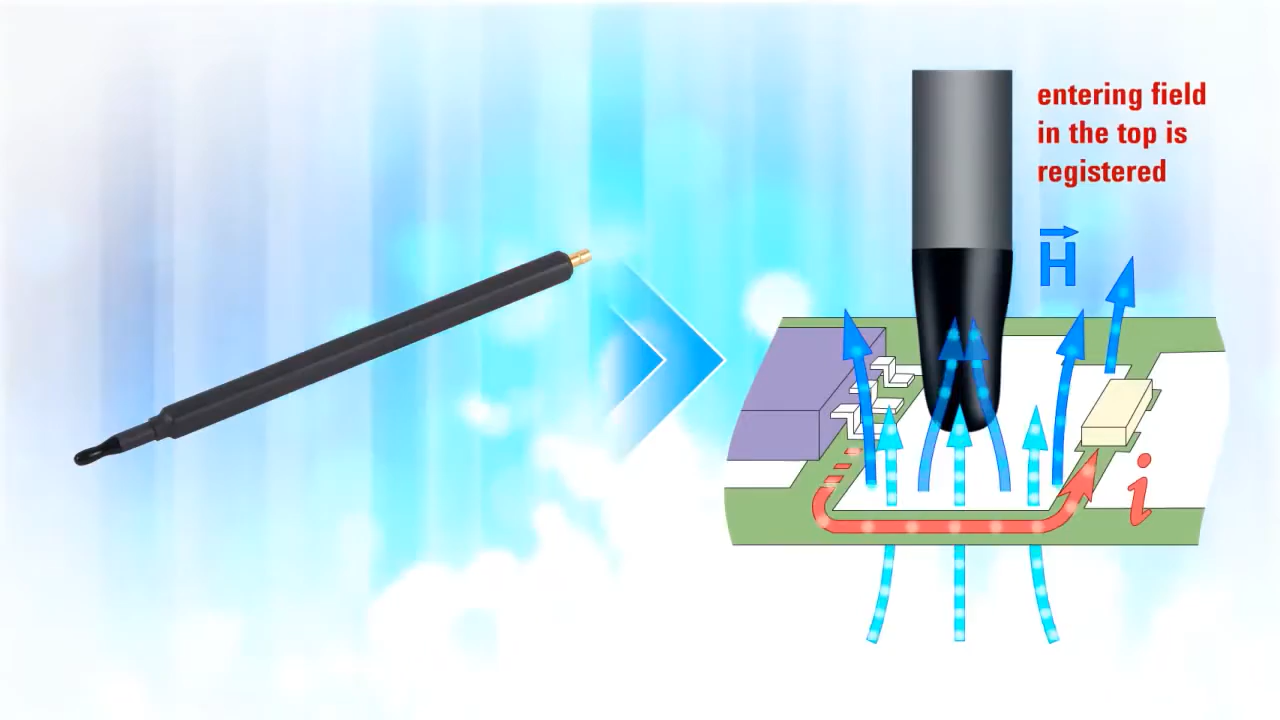 entering field
in the top is
registered
H
i